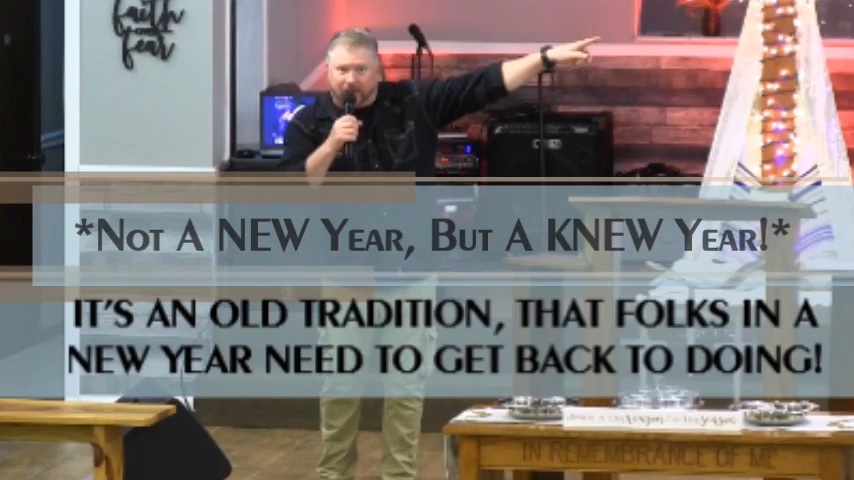 faith
over
fear
*Not A NEW Year, But A KNEW Year!*
IT'S AN OLD TRADITION, THAT FOLKS IN A
NEW YEAR NEED TO GET BACK TO DOING!
IN REMEMBRANCE OF ME